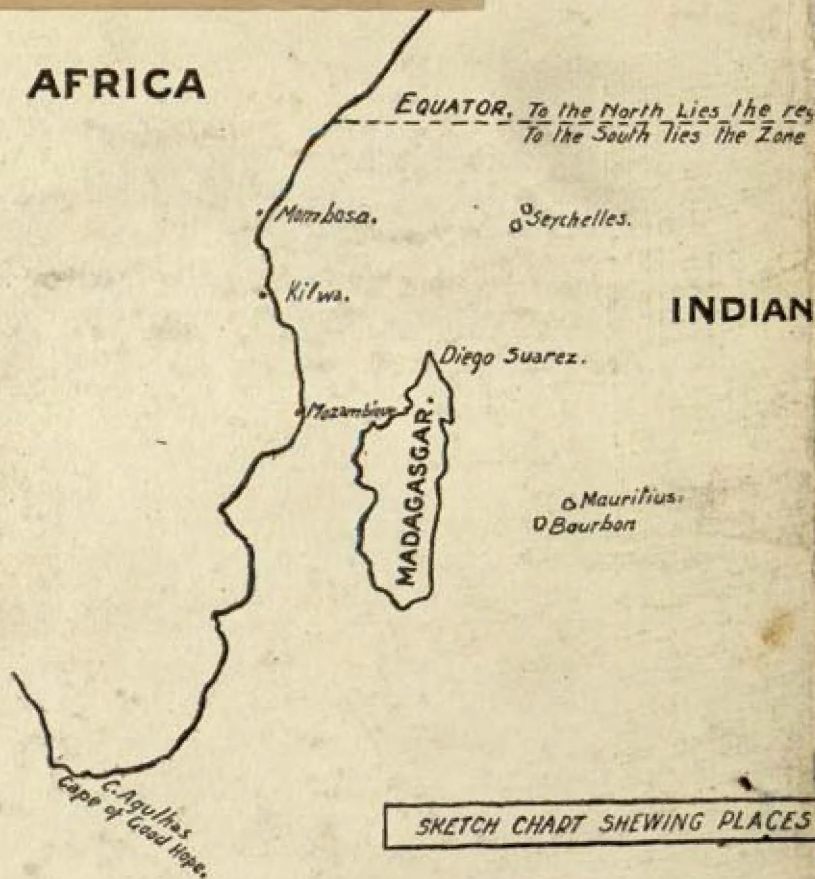 AFRICA
EQUATOR. To the North Lies the
To the South lies the Zone
Mombasa.
Seychelles.
Kilwa.
INDIAN
Diego Suarez.
Mozambique
MADAGASGAR.
Mauritius.
Bourbon
C. Agulhas
Cape of Good Hope.
SKETCH CHART SHEWING PLACES